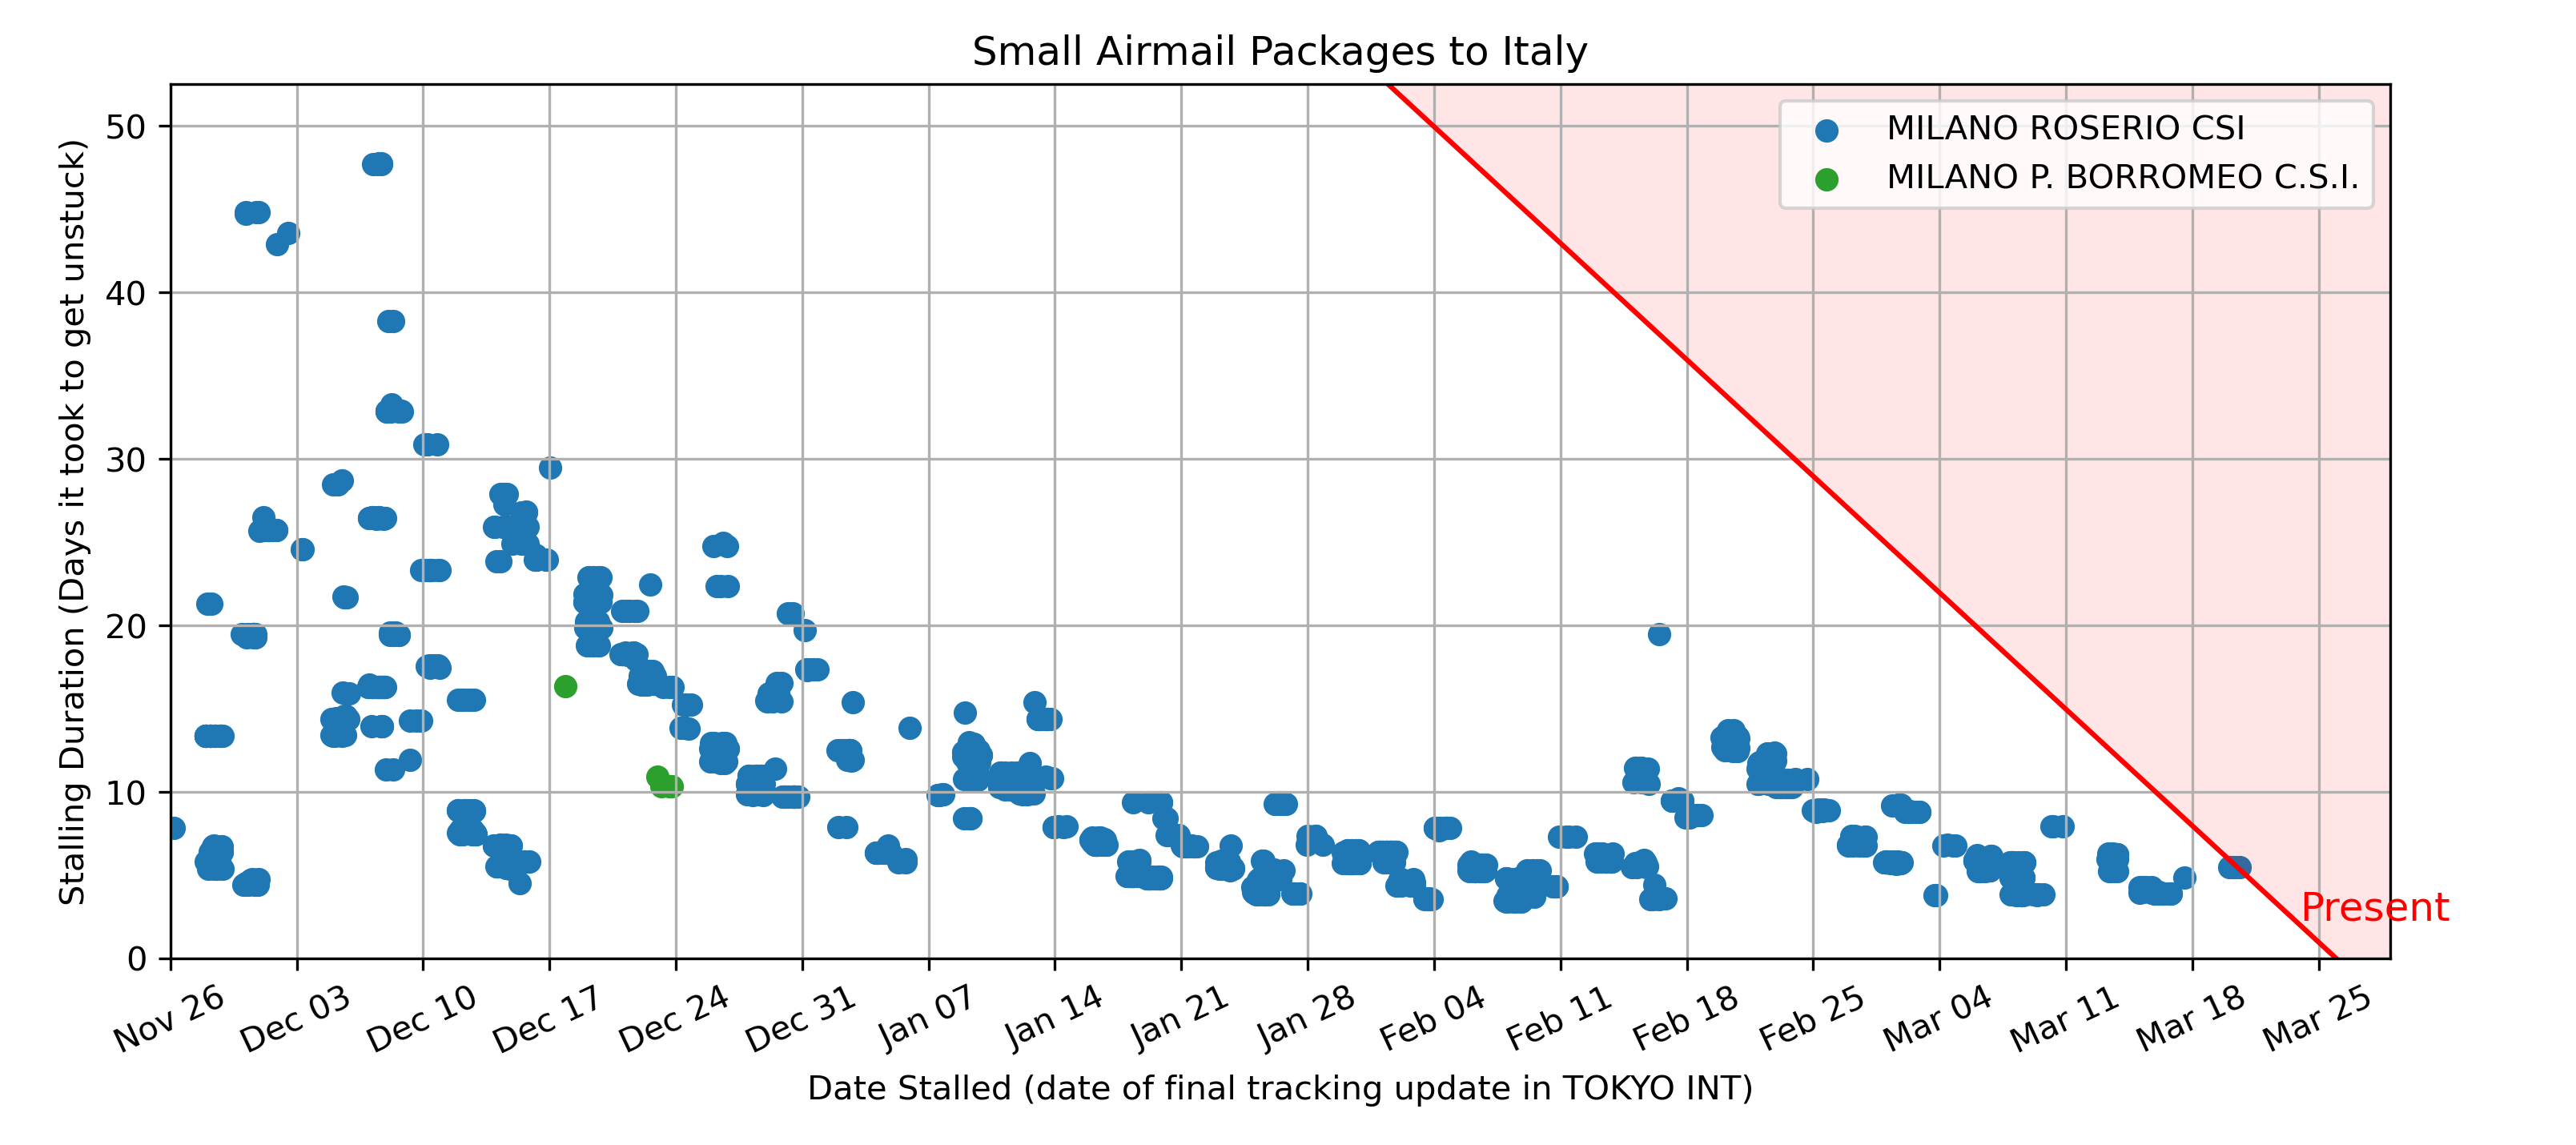 Small Airmail Packages to Italy
MILANO ROSERIO CSI
MILANO P. BORROMEO C.S.I.
Stalling Duration (Days it took to get unstuck)
50
40
30
20
10
0
Present
Nov 26
Dec 03
Dec 10
Dec 17
Dec 24
Dec 31
Jan 07
Jan 14
Jan 21
Jan 28
Feb 04
Feb 11
Feb 18
Feb 25
Mar 04
Mar 11
Mar 18
Mar 25
Date Stalled (date of final tracking update in TOKYO INT)